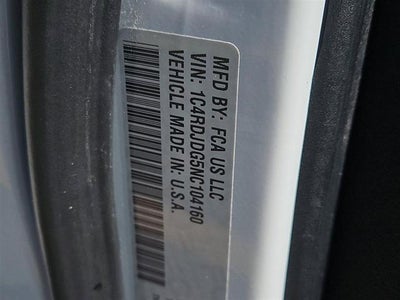 MFD BY: FCA US LLC
VIN: 1C4RDJDG5NC104160
VEHICLE MADE IN: U.S.A.